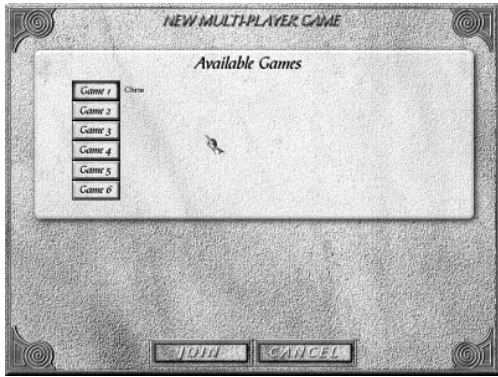 NEW MULTI-PLAYER GAME
Available Games
Game 1 Chris
Game 2
Game 3
Game 4
Game 5
Game 6
JOIN CANCEL